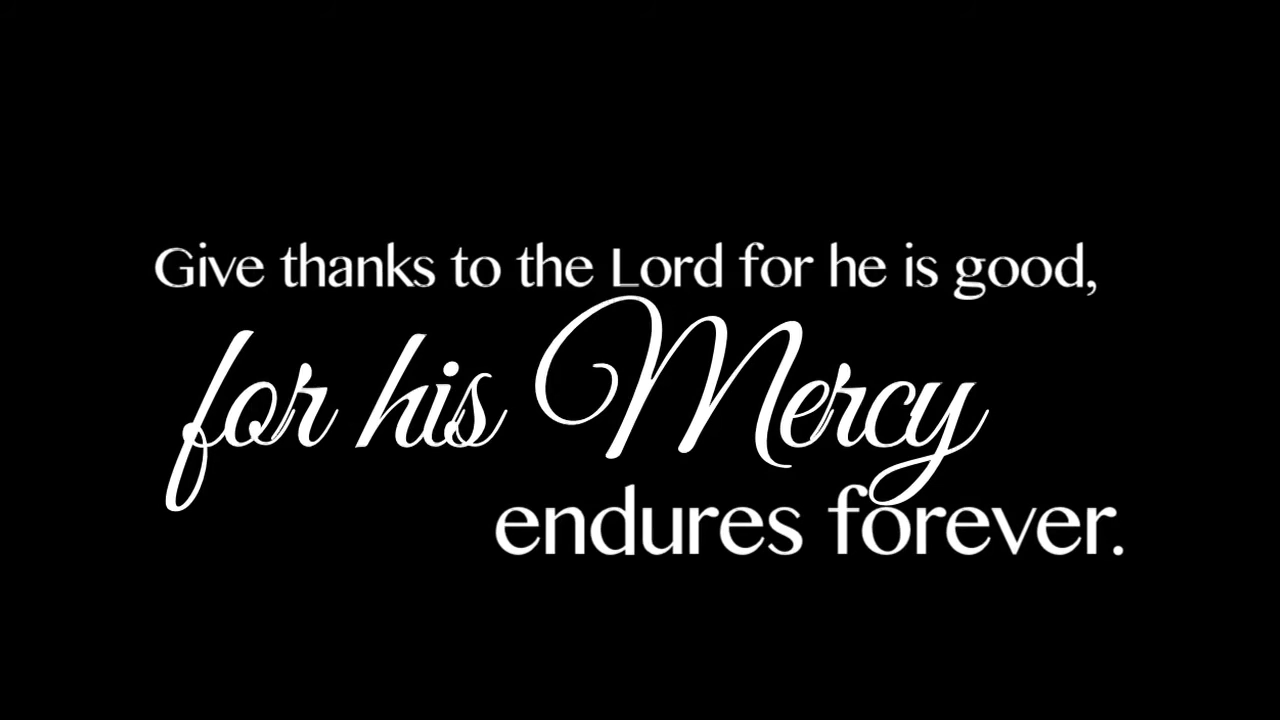 Give thanks to the Lord for he is good,
for his Mercy
endures forever.